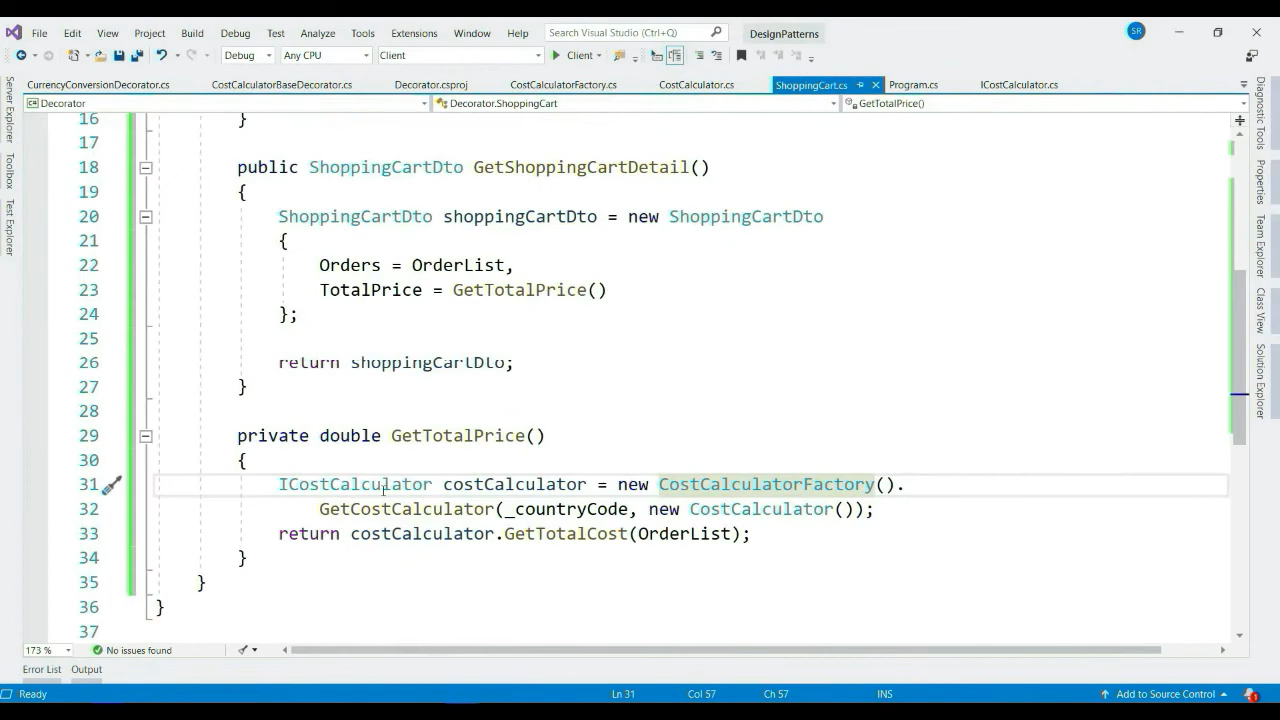 File Edit View Project Build Debug Test Analyze Tools Extensions Window Help Search Visual Studio (Ctrl+Q) DesignPatterns SR
Debug Any CPU Client Client
CurrencyConversionDecorator.cs CostCalculatorBaseDecorator.cs Decorator.csproj CostCalculatorFactory.cs CostCalculator.cs ShoppingCart.cs Program.cs ICostCalculator.cs
Decorator Decorator.ShoppingCart GetTotalPrice()
Server Explorer
Toolbox
Test Explorer
16 }
17
18 public ShoppingCartDto GetShoppingCartDetail()
19 {
20 ShoppingCartDto shoppingCartDto = new ShoppingCartDto
21 {
22 Orders = OrderList,
23 TotalPrice = GetTotalPrice()
24 };
25
26 return shoppingCartDto;
27 }
28
29 private double GetTotalPrice()
30 {
31 ICostCalculator costCalculator = new CostCalculatorFactory().
32 GetCostCalculator(_countryCode, new CostCalculator());
33 return costCalculator.GetTotalCost(OrderList);
34 }
35 }
36 }
37
Diagnostic Tools
Properties
Team Explorer
Class View
Solution Explorer
173 % No issues found
Error List Output
Ready Ln 31 Col 57 Ch 57 INS Add to Source Control 1